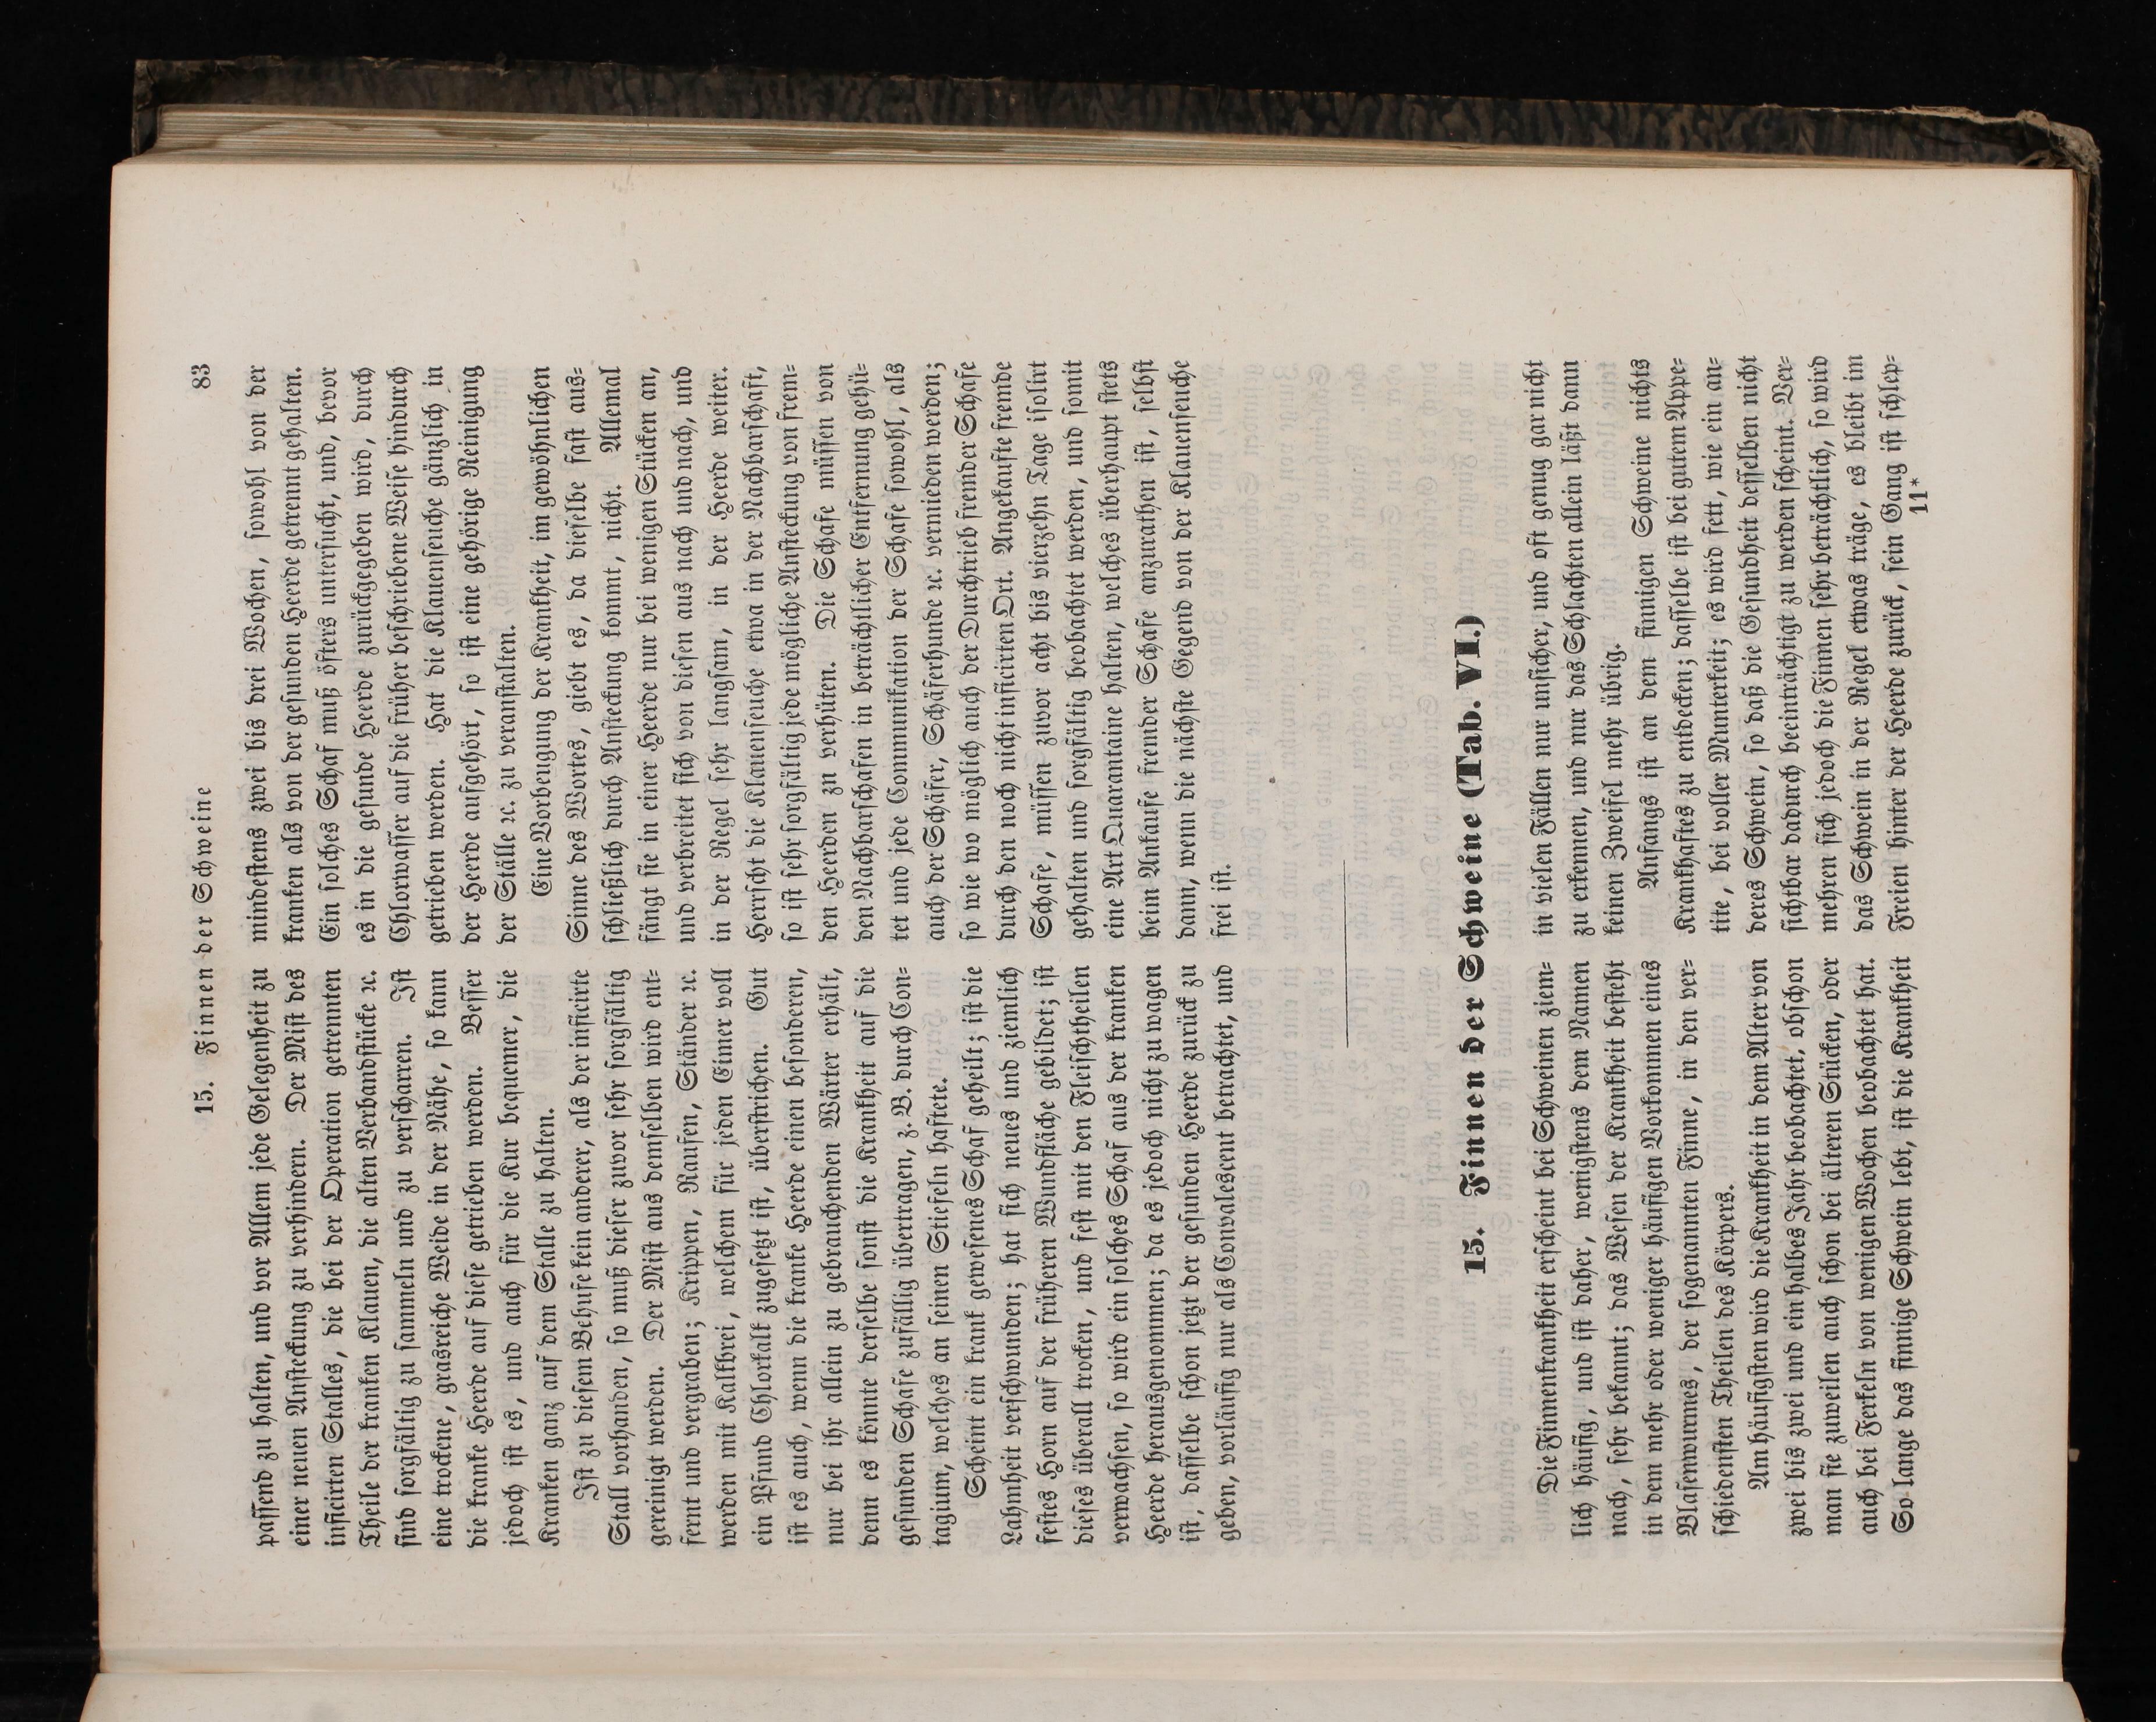 15. Finnen der Schweine 83
passend zu halten, und vor Allem jede Gelegenheit zu
einer neuen Ansteckung zu verhindern. Der Mist des
inficirten Stalles, die bei der Operation getrennten
Theile der kranken Klauen, die alten Verbandstücke ꝛc.
sind sorgfältig zu sammeln und zu verscharren. Ist
eine trockene, grasreiche Weide in der Nähe, so kann
die kranke Heerde auf diese getrieben werden. Besser
jedoch ist es, und auch für die Kur bequemer, die
Kranken ganz auf dem Stalle zu halten.
Ist zu diesem Behufe kein anderer, als der inficirte
Stall vorhanden, so muß dieser zuvor sehr sorgfältig
gereinigt werden. Der Mist aus demselben wird ent=
fernt und vergraben; Krippen, Raufen, Ständer ꝛc.
werden mit Kalkbrei, welchem für jeden Eimer voll
ein Pfund Chlorkalk zugesetzt ist, überstrichen. Gut
ist es auch, wenn die kranke Heerde einen besonderen,
nur bei ihr allein zu gebrauchenden Wärter erhält,
denn es könnte derselbe sonst die Krankheit auf die
gesunden Schafe zufällig übertragen, z. B. durch Con=
tagium, welches an seinen Stiefeln haftete.
Scheint ein krank gewesenes Schaf geheilt; ist die
Lahmheit verschwunden; hat sich neues und ziemlich
festes Horn auf der früheren Wundfläche gebildet; ist
dieses überall trocken, und fest mit den Fleischtheilen
verwachsen, so wird ein solches Schaf aus der kranken
Heerde herausgenommen; da es jedoch nicht zu wagen
ist, dasselbe schon jetzt der gesunden Heerde zurück zu
geben, vorläufig nur als Convalescent betrachtet, und
mindestens zwei bis drei Wochen, sowohl von der
kranken als von der gesunden Heerde getrennt gehalten.
Ein solches Schaf muß öfters untersucht, und, bevor
es in die gesunde Heerde zurückgegeben wird, durch
Chlorwasser auf die früher beschriebene Weise hindurch
getrieben werden. Hat die Klauenseuche gänzlich in
der Heerde aufgehört, so ist eine gehörige Reinigung
der Ställe ꝛc. zu veranstalten.
Eine Vorbeugung der Krankheit, im gewöhnlichen
Sinne des Wortes, giebt es, da dieselbe fast aus=
schließlich durch Ansteckung kommt, nicht. Allemal
fängt sie in einer Heerde nur bei wenigen Stücken an,
und verbreitet sich von diesen aus nach und nach, und
in der Regel sehr langsam, in der Heerde weiter.
Herrscht die Klauenseuche etwa in der Nachbarschaft,
so ist sehr sorgfältig jede mögliche Ansteckung von frem=
den Heerden zu verhüten. Die Schafe müssen von
den Nachbarschafen in beträchtlicher Entfernung gehü=
tet und jede Communikation der Schafe sowohl, als
auch der Schäfer, Schäferhunde ꝛc. vermieden werden;
so wie wo möglich auch der Durchtrieb fremder Schafe
durch den noch nicht inficirten Ort. Angekaufte fremde
Schafe, müssen zuvor acht bis vierzehn Tage isolirt
gehalten und sorgfältig beobachtet werden, und somit
eine Art Quarantaine halten, welches überhaupt stets
beim Ankaufe fremder Schafe anzurathen ist, selbst
dann, wenn die nächste Gegend von der Klauenseuche
frei ist.
15. Finnen der Schweine (Tab. VI.)
Die Finnenkrankheit erscheint bei Schweinen ziem=
lich häufig, und ist daher, wenigstens dem Namen
nach, sehr bekannt; das Wesen der Krankheit besteht
in dem mehr oder weniger häufigen Vorkommen eines
Blasenwurmes, der sogenannten Finne, in den ver=
schiedensten Theilen des Körpers.
Am häufigsten wird die Krankheit in dem Alter von
zwei bis zwei und ein halbes Jahr beobachtet, obschon
man sie zuweilen auch schon bei älteren Stücken, oder
auch bei Ferkeln von wenigen Wochen beobachtet hat.
So lange das finnige Schwein lebt, ist die Krankheit
in vielen Fällen nur unsicher, und oft genug gar nicht
zu erkennen, und nur das Schlachten allein läßt dann
keinen Zweifel mehr übrig.
Anfangs ist an dem finnigen Schweine nichts
Krankhaftes zu entdecken; dasselbe ist bei gutem Appe=
tite, bei voller Munterkeit; es wird fett, wie ein an=
deres Schwein, so daß die Gesundheit desselben nicht
sichtbar dadurch beeinträchtigt zu werden scheint. Ver=
mehren sich jedoch die Finnen sehr beträchtlich, so wird
das Schwein in der Regel etwas träge, es bleibt im
Freien hinter der Heerde zurück, sein Gang ist schlep=
11*